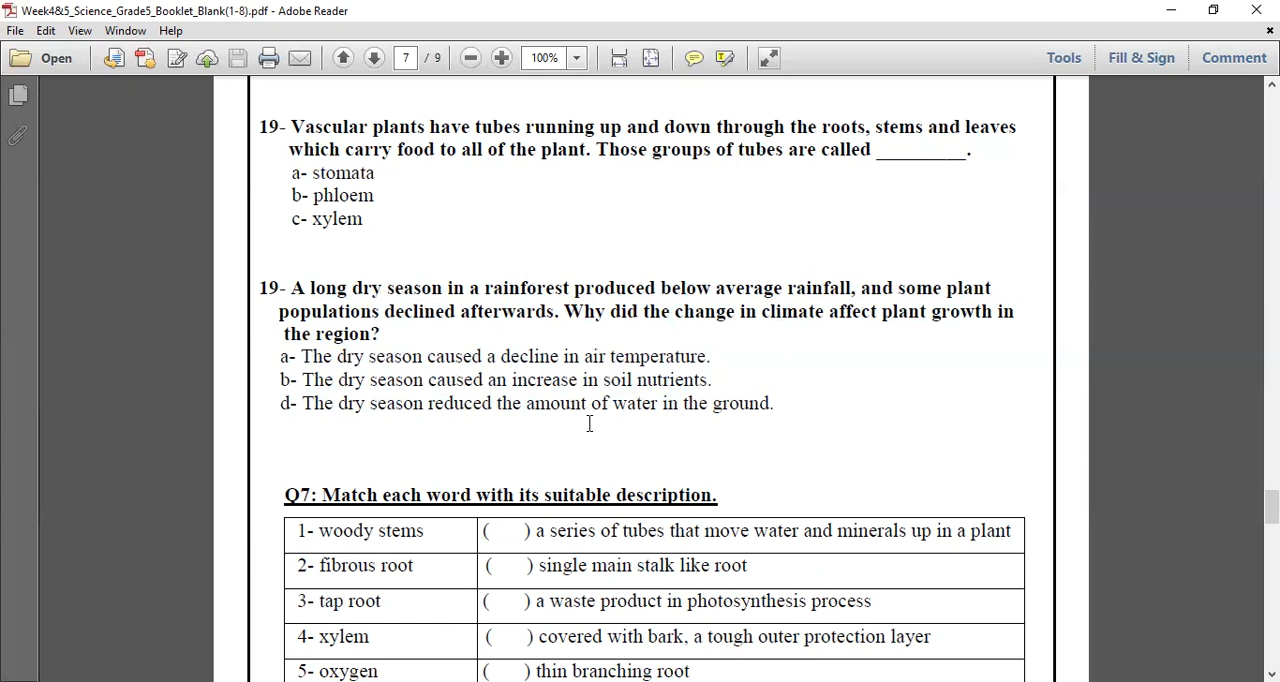 Week4&5_Science_Grade5_Booklet_Blank(1-8).pdf - Adobe Reader
File Edit View Window Help
Open 7 / 9 100% Tools Fill & Sign Comment
19- Vascular plants have tubes running up and down through the roots, stems and leaves
which carry food to all of the plant. Those groups of tubes are called _________.
a- stomata
b- phloem
c- xylem
19- A long dry season in a rainforest produced below average rainfall, and some plant
populations declined afterwards. Why did the change in climate affect plant growth in
the region?
a- The dry season caused a decline in air temperature.
b- The dry season caused an increase in soil nutrients.
d- The dry season reduced the amount of water in the ground.
Q7: Match each word with its suitable description.
1- woody stems ( ) a series of tubes that move water and minerals up in a plant
2- fibrous root ( ) single main stalk like root
3- tap root ( ) a waste product in photosynthesis process
4- xylem ( ) covered with bark, a tough outer protection layer
5- oxygen ( ) thin branching root